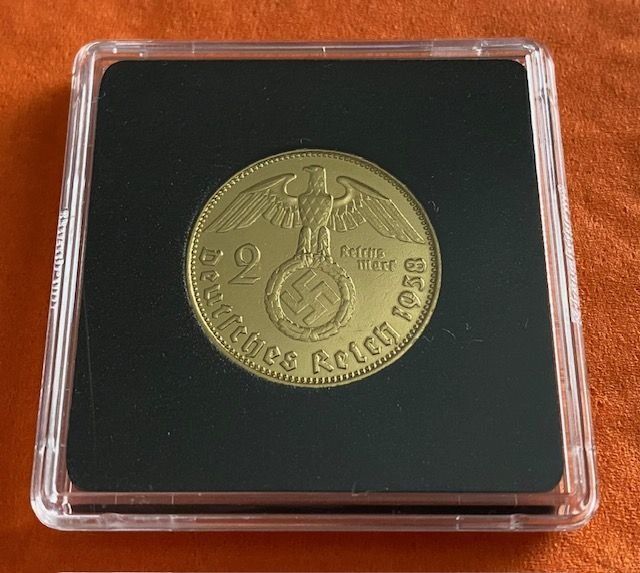 2
Reichs
Mark
Deutsches Reich 1938